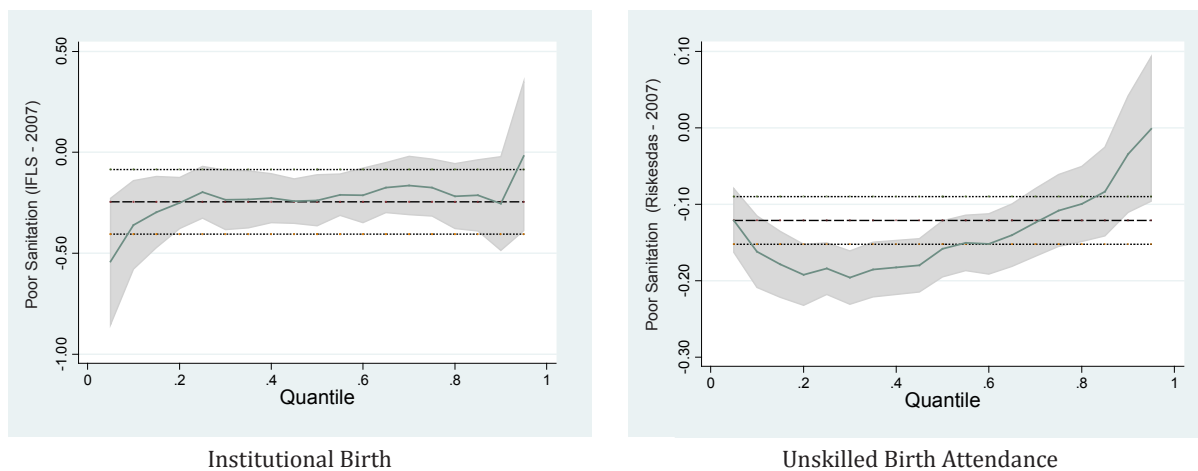 Poor Sanitation (IFLS - 2007)
0.50
0.00
-0.50
-1.00
0 .2 .4 .6 .8 1
Quantile
Institutional Birth
Poor Sanitation (Riskesdas - 2007)
0.10
0.00
-0.10
-0.20
-0.30
0 .2 .4 .6 .8 1
Quantile
Unskilled Birth Attendance